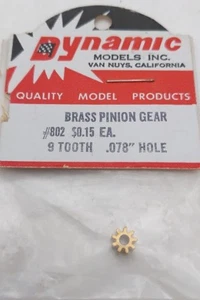 Dynamic
MODELS INC.
VAN NUYS, CALIFORNIA
QUALITY MODEL PRODUCTS
BRASS PINION GEAR
#802 $0.15 EA.
9 TOOTH .078" HOLE